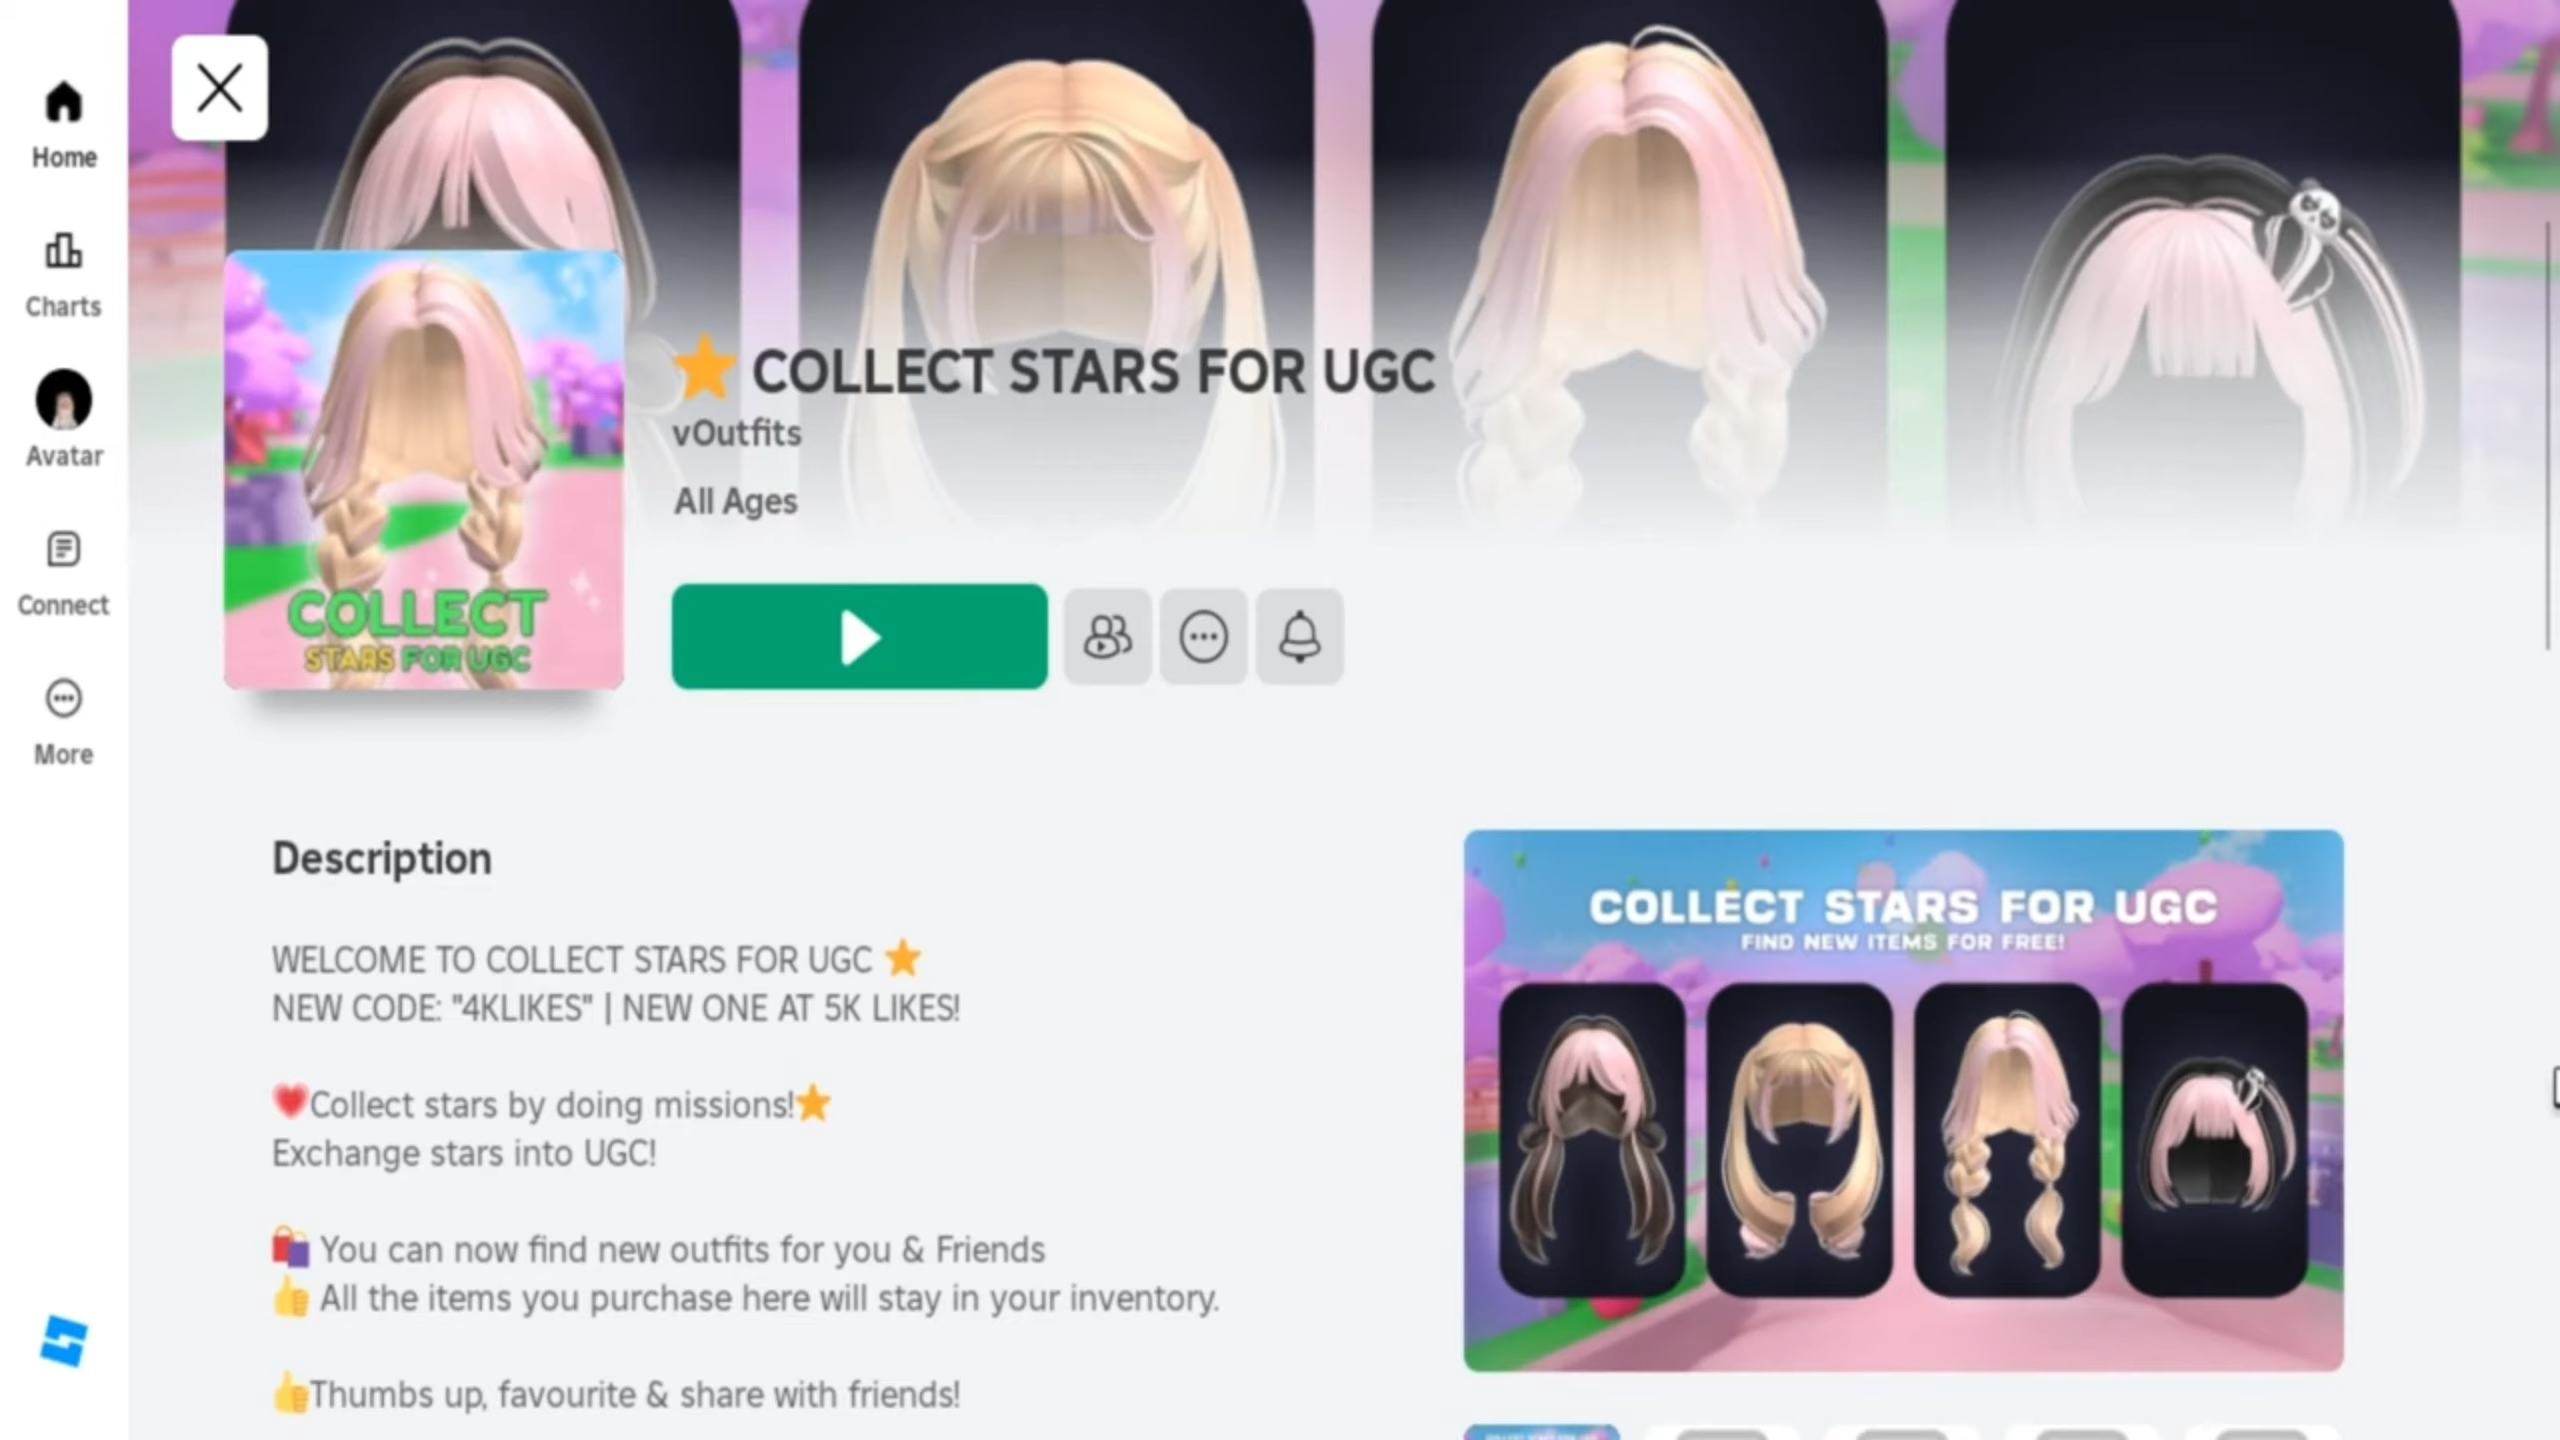 Home
Charts
Avatar
Connect
More
⭐ COLLECT STARS FOR UGC
vOutfits
All Ages
COLLECT
STARS FOR UGC
Description
WELCOME TO COLLECT STARS FOR UGC ⭐
NEW CODE: "4KLIKES" | NEW ONE AT 5K LIKES!
💗Collect stars by doing missions!⭐
Exchange stars into UGC!
🛍️ You can now find new outfits for you & Friends
👍 All the items you purchase here will stay in your inventory.
👍Thumbs up, favourite & share with friends!
COLLECT STARS FOR UGC
FIND NEW ITEMS FOR FREE!